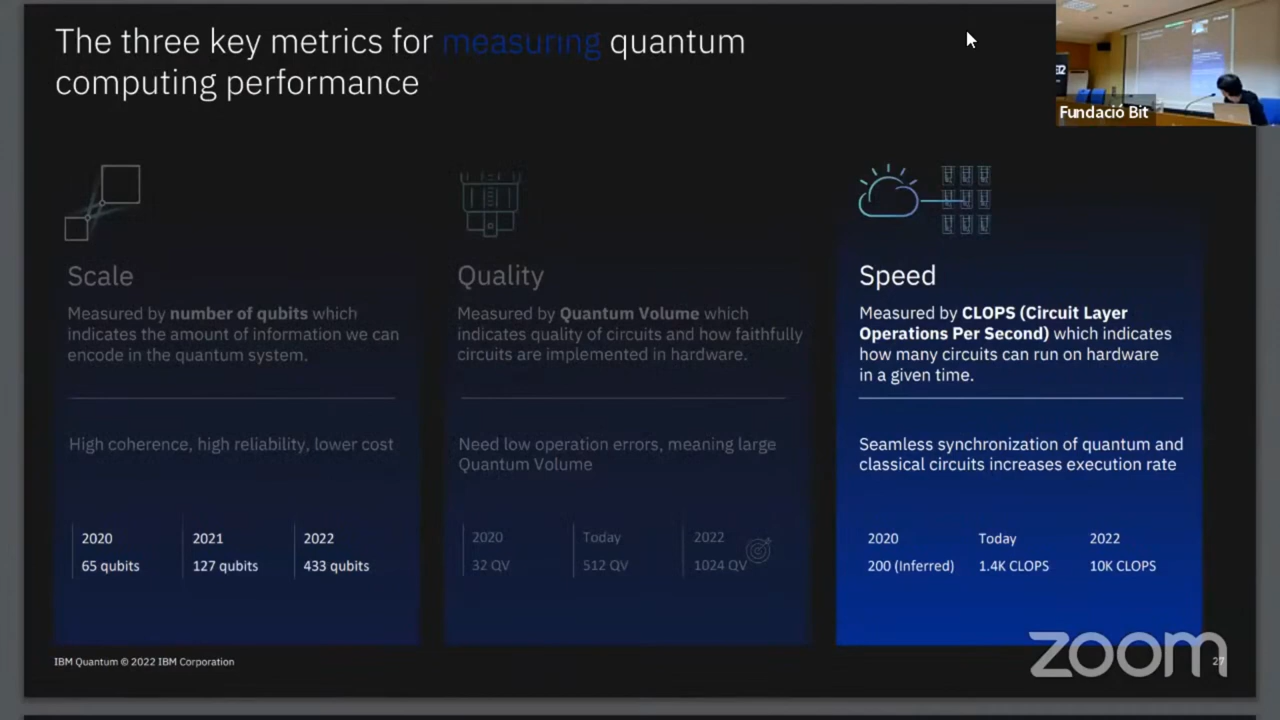 The three key metrics for measuring quantum
computing performance
Fundació Bit
Scale
Measured by number of qubits which
indicates the amount of information we can
encode in the quantum system.
High coherence, high reliability, lower cost
2020
65 qubits
2021
127 qubits
2022
433 qubits
Quality
Measured by Quantum Volume which
indicates quality of circuits and how faithfully
circuits are implemented in hardware.
Need low operation errors, meaning large
Quantum Volume
2020
32 QV
Today
512 QV
2022
1024 QV
Speed
Measured by CLOPS (Circuit Layer
Operations Per Second) which indicates
how many circuits can run on hardware
in a given time.
Seamless synchronization of quantum and
classical circuits increases execution rate
2020
200 (Inferred)
Today
1.4K CLOPS
2022
10K CLOPS
IBM Quantum © 2022 IBM Corporation
zoom
27